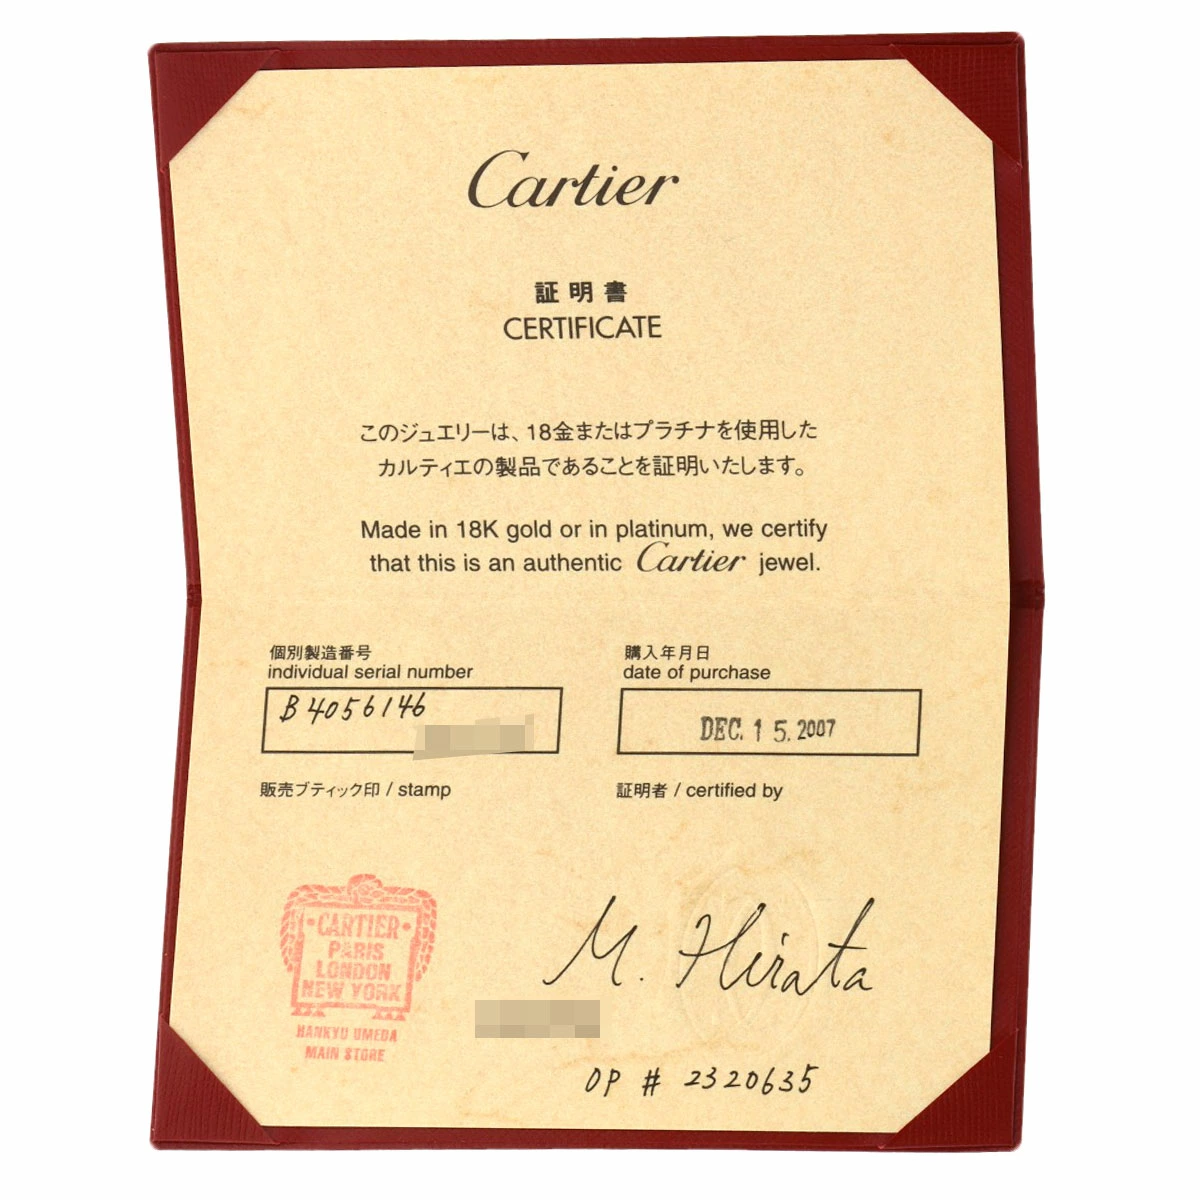 Cartier
証明書
CERTIFICATE
このジュエリーは、18金またはプラチナを使用した
カルティエの製品であることを証明いたします。
Made in 18K gold or in platinum, we certify
that this is an authentic Cartier jewel.
個別製造番号
individual serial number
B4056146
購入年月日
date of purchase
DEC. 15. 2007
販売ブティック印 / stamp
証明者 / certified by
CARTIER
PARIS
LONDON
NEW YORK
HANKYU UMEDA
MAIN STORE
M. Hirata
OP # 2320635